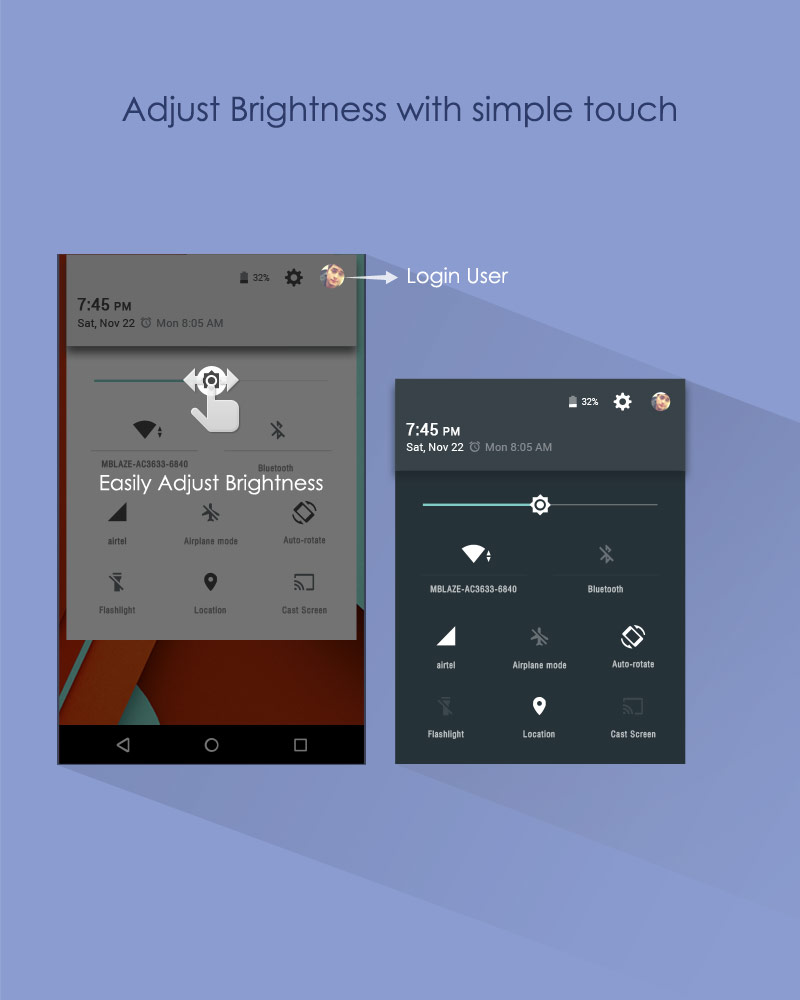 Adjust Brightness with simple touch
32%
Login User
7:45 PM
Sat, Nov 22 Mon 8:05 AM
MBLAZE-AC3633-6840
Bluetooth
Easily Adjust Brightness
airtel
Airplane mode
Auto-rotate
Flashlight
Location
Cast Screen
32%
7:45 PM
Sat, Nov 22 Mon 8:05 AM
MBLAZE-AC3633-6840
Bluetooth
airtel
Airplane mode
Auto-rotate
Flashlight
Location
Cast Screen